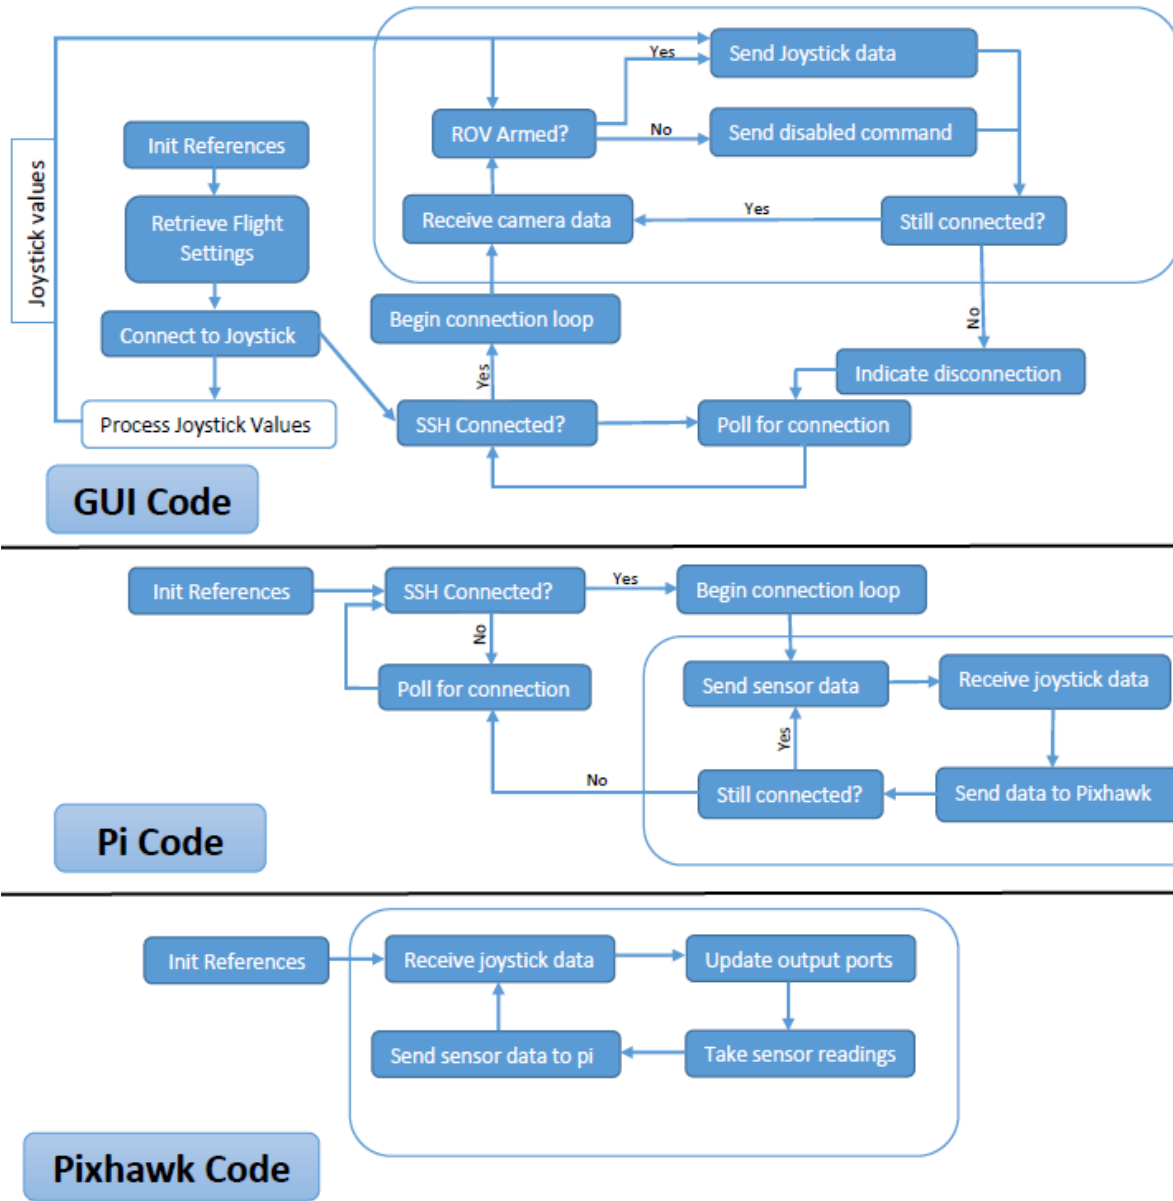 Send Joystick data
Yes
ROV Armed?
No
Send disabled command
Init References
Joystick values
Retrieve Flight
Settings
Receive camera data
Yes
Still connected?
Begin connection loop
No
Connect to Joystick
Yes
Indicate disconnection
Process Joystick Values
SSH Connected?
Poll for connection
GUI Code
Init References
SSH Connected?
Yes
Begin connection loop
No
Poll for connection
Send sensor data
Receive joystick data
Yes
No
Still connected?
Send data to Pixhawk
Pi Code
Init References
Receive joystick data
Update output ports
Send sensor data to pi
Take sensor readings
Pixhawk Code